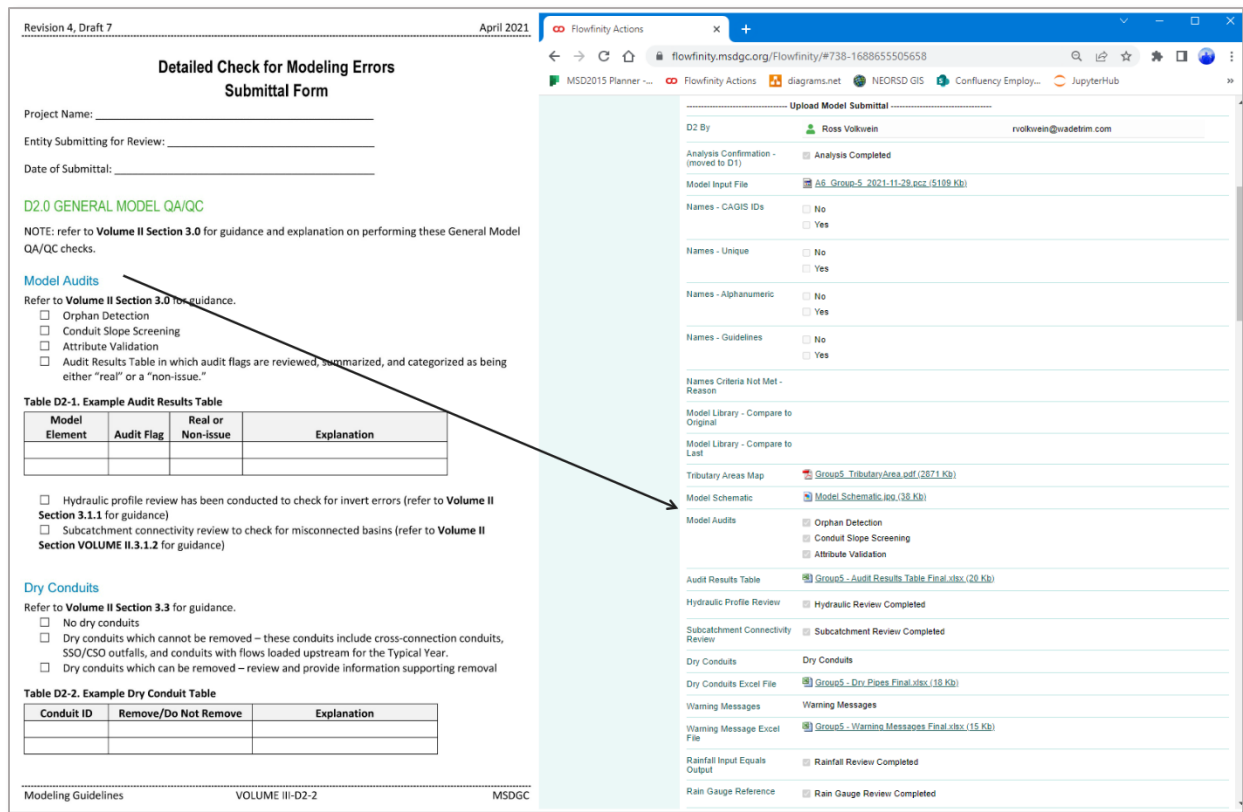 Revision 4, Draft 7 April 2021
Detailed Check for Modeling Errors
Submittal Form
Project Name:
Entity Submitting for Review:
Date of Submittal:
D2.0 GENERAL MODEL QA/QC
NOTE: refer to Volume II Section 3.0 for guidance and explanation on performing these General Model
QA/QC checks.
Model Audits
Refer to Volume II Section 3.0 for guidance.
☐ Orphan Detection
☐ Conduit Slope Screening
☐ Attribute Validation
☐ Audit Results Table in which audit flags are reviewed, summarized, and categorized as being
either “real” or a “non-issue.”
Table D2-1. Example Audit Results Table
Model Element Audit Flag Real or Non-issue Explanation
☐ Hydraulic profile review has been conducted to check for invert errors (refer to Volume II
Section 3.1.1 for guidance)
☐ Subcatchment connectivity review to check for misconnected basins (refer to Volume II
Section VOLUME II.3.1.2 for guidance)
Dry Conduits
Refer to Volume II Section 3.3 for guidance.
☐ No dry conduits
☐ Dry conduits which cannot be removed – these conduits include cross-connection conduits,
SSO/CSO outfalls, and conduits with flows loaded upstream for the Typical Year.
☐ Dry conduits which can be removed – review and provide information supporting removal
Table D2-2. Example Dry Conduit Table
Conduit ID Remove/Do Not Remove Explanation
Modeling Guidelines VOLUME III-D2-2 MSDGC
Flowfinity Actions
flowfinity.msdgc.org/Flowfinity/#738-1688655505658
MSD2015 Planner -... Flowfinity Actions diagrams.net NEORSD GIS Confluency Employ... JupyterHub »
Upload Model Submittal
D2 By Ross Volkwein rvolkwein@wadetrim.com
Analysis Confirmation -
(moved to D1) Analysis Completed
Model Input File A6_Group-5_2021-11-29.pcz (5109 Kb)
Names - CAGIS IDs No
Yes
Names - Unique No
Yes
Names - Alphanumeric No
Yes
Names - Guidelines No
Yes
Names Criteria Not Met -
Reason
Model Library - Compare to
Original
Model Library - Compare to
Last
Tributary Areas Map Group5_TributaryArea.pdf (2871 Kb)
Model Schematic Model Schematic.jpg (38 Kb)
Model Audits Orphan Detection
Conduit Slope Screening
Attribute Validation
Audit Results Table Group5 - Audit Results Table Final.xlsx (20 Kb)
Hydraulic Profile Review Hydraulic Review Completed
Subcatchment Connectivity
Review Subcatchment Review Completed
Dry Conduits Dry Conduits
Dry Conduits Excel File Group5 - Dry Pipes Final.xlsx (18 Kb)
Warning Messages Warning Messages
Warning Message Excel
File Group5 - Warning Messages Final.xlsx (15 Kb)
Rainfall Input Equals
Output Rainfall Review Completed
Rain Gauge Reference Rain Gauge Review Completed